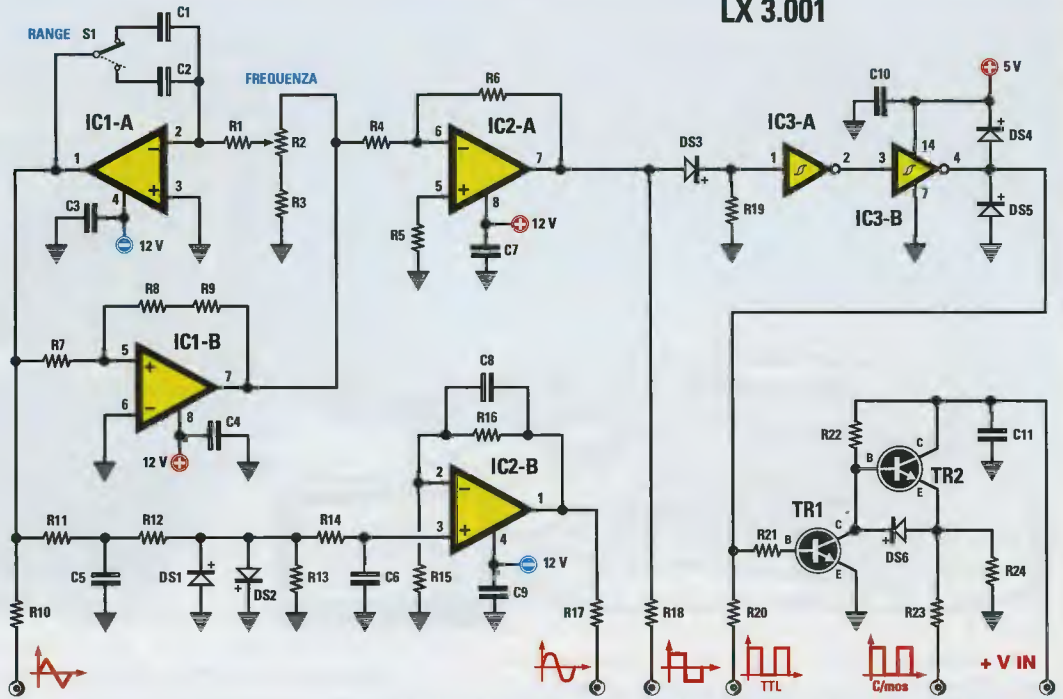 LX 3.001
RANGE
S1
C1
C2
FREQUENZA
IC1-A
2
R1
R2
R3
1
3
4
C3
12 V
R4
R6
IC2-A
6
7
5
8
R5
12 V
C7
DS3
R19
IC3-A
1
2
3
C10
5 V
14
4
7
IC3-B
DS4
DS5
R8
R9
IC1-B
R7
5
6
7
8
C4
12 V
C8
R16
IC2-B
2
1
3
4
12 V
C9
R11
R12
R14
C5
DS1
DS2
R13
C6
R15
R10
R17
R18
R20
R21
R22
TR1
B
C
E
TR2
B
C
E
DS6
C11
R24
R23
TTL
C/mos
+ V IN